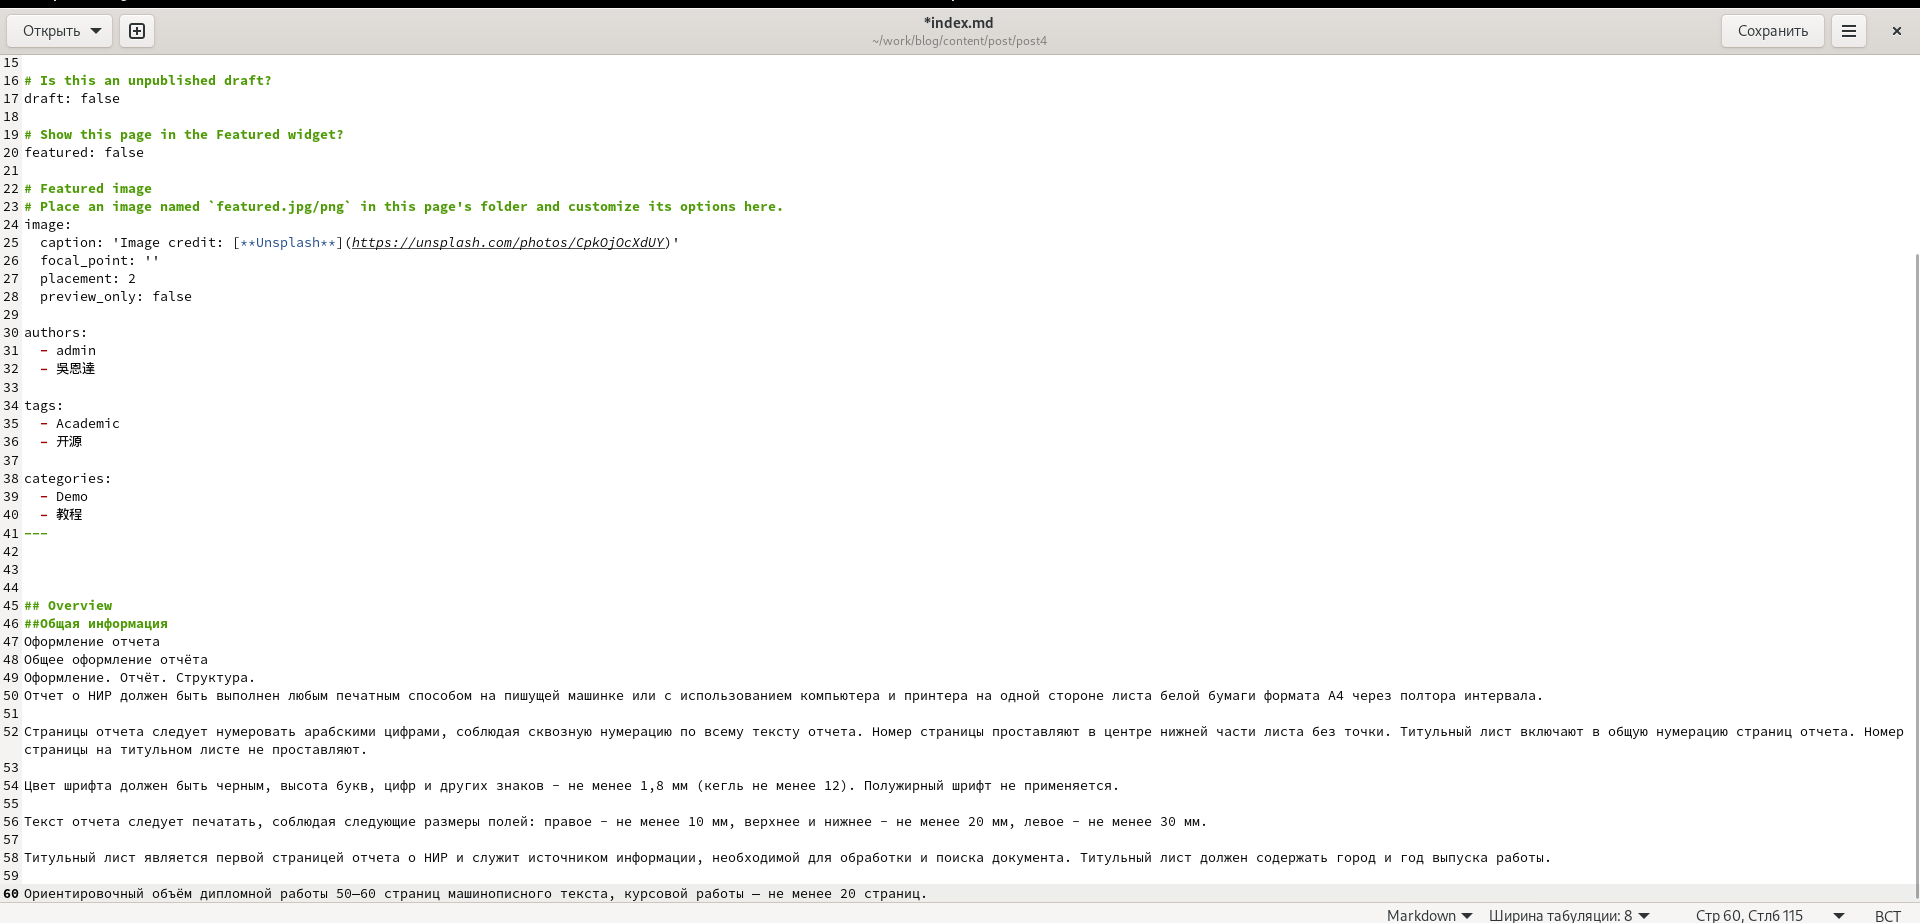 Открыть
*index.md
~/work/blog/content/post/post4
Сохранить
15
16 # Is this an unpublished draft?
17 draft: false
18
19 # Show this page in the Featured widget?
20 featured: false
21
22 # Featured image
23 # Place an image named `featured.jpg/png` in this page's folder and customize its options here.
24 image:
25   caption: 'Image credit: [**Unsplash**](https://unsplash.com/photos/CpkOjOcXdUY)'
26   focal_point: ''
27   placement: 2
28   preview_only: false
29
30 authors:
31   - admin
32   - 吳恩達
33
34 tags:
35   - Academic
36   - 开源
37
38 categories:
39   - Demo
40   - 教程
41 ---
42
43
44
45 ## Overview
46 ##Общая информация
47 Оформление отчета
48 Общее оформление отчёта
49 Оформление. Отчёт. Структура.
50 Отчет о НИР должен быть выполнен любым печатным способом на пишущей машинке или с использованием компьютера и принтера на одной стороне листа белой бумаги формата А4 через полтора интервала.
51
52 Страницы отчета следует нумеровать арабскими цифрами, соблюдая сквозную нумерацию по всему тексту отчета. Номер страницы проставляют в центре нижней части листа без точки. Титульный лист включают в общую нумерацию страниц отчета. Номер
страницы на титульном листе не проставляют.
53
54 Цвет шрифта должен быть черным, высота букв, цифр и других знаков - не менее 1,8 мм (кегль не менее 12). Полужирный шрифт не применяется.
55
56 Текст отчета следует печатать, соблюдая следующие размеры полей: правое - не менее 10 мм, верхнее и нижнее - не менее 20 мм, левое - не менее 30 мм.
57
58 Титульный лист является первой страницей отчета о НИР и служит источником информации, необходимой для обработки и поиска документа. Титульный лист должен содержать город и год выпуска работы.
59
60 Ориентировочный объём дипломной работы 50–60 страниц машинописного текста, курсовой работы — не менее 20 страниц.
Markdown
Ширина табуляции: 8
Стр 60, Стлб 115
ВСТ